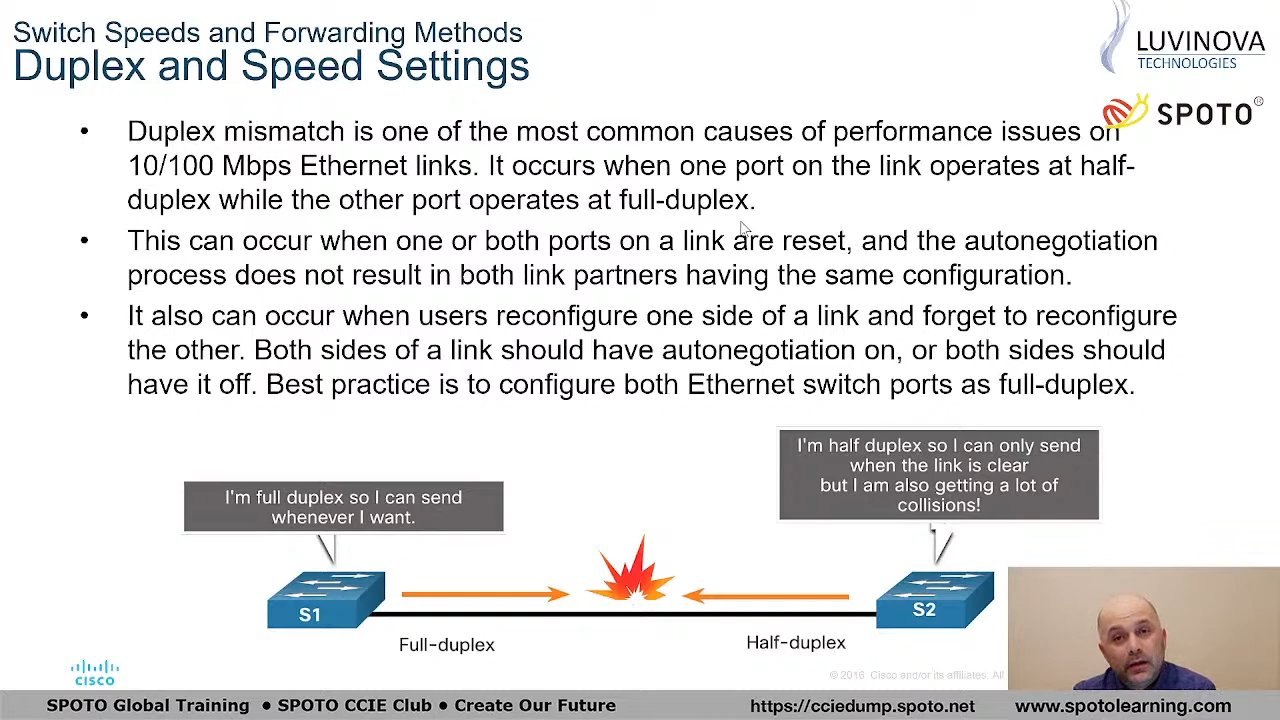 Switch Speeds and Forwarding Methods
Duplex and Speed Settings
LUVINOVA
TECHNOLOGIES
SPOTO®
• Duplex mismatch is one of the most common causes of performance issues on
10/100 Mbps Ethernet links. It occurs when one port on the link operates at half-
duplex while the other port operates at full-duplex.
• This can occur when one or both ports on a link are reset, and the autonegotiation
process does not result in both link partners having the same configuration.
• It also can occur when users reconfigure one side of a link and forget to reconfigure
the other. Both sides of a link should have autonegotiation on, or both sides should
have it off. Best practice is to configure both Ethernet switch ports as full-duplex.
I'm full duplex so I can send
whenever I want.
I'm half duplex so I can only send
when the link is clear
but I am also getting a lot of
collisions!
S1
S2
Full-duplex
Half-duplex
CISCO
© 2016 Cisco and/or its affiliates. All
SPOTO Global Training ● SPOTO CCIE Club ● Create Our Future
https://cciedump.spoto.net
www.spotolearning.com